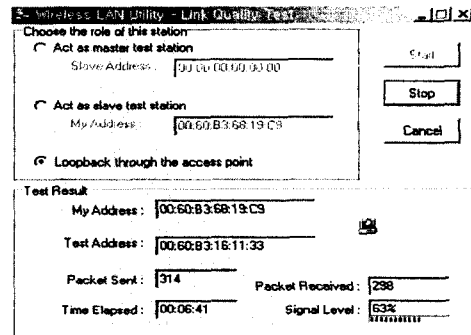 Wireless LAN Utility - Link Quality Test
Choose the role of this station
Act as master test station
Slave Address : 00:00:00:00:00:00
Start
Act as slave test station
My Address : 00:60:B3:68:19:C9
Stop
Cancel
Loopback through the access point
Test Result
My Address : 00:60:B3:6B:19:C9
Test Address : 00:60:B3:16:11:33
Packet Sent : 314
Packet Received : 298
Time Elapsed : 00:06:41
Signal Level : 63%